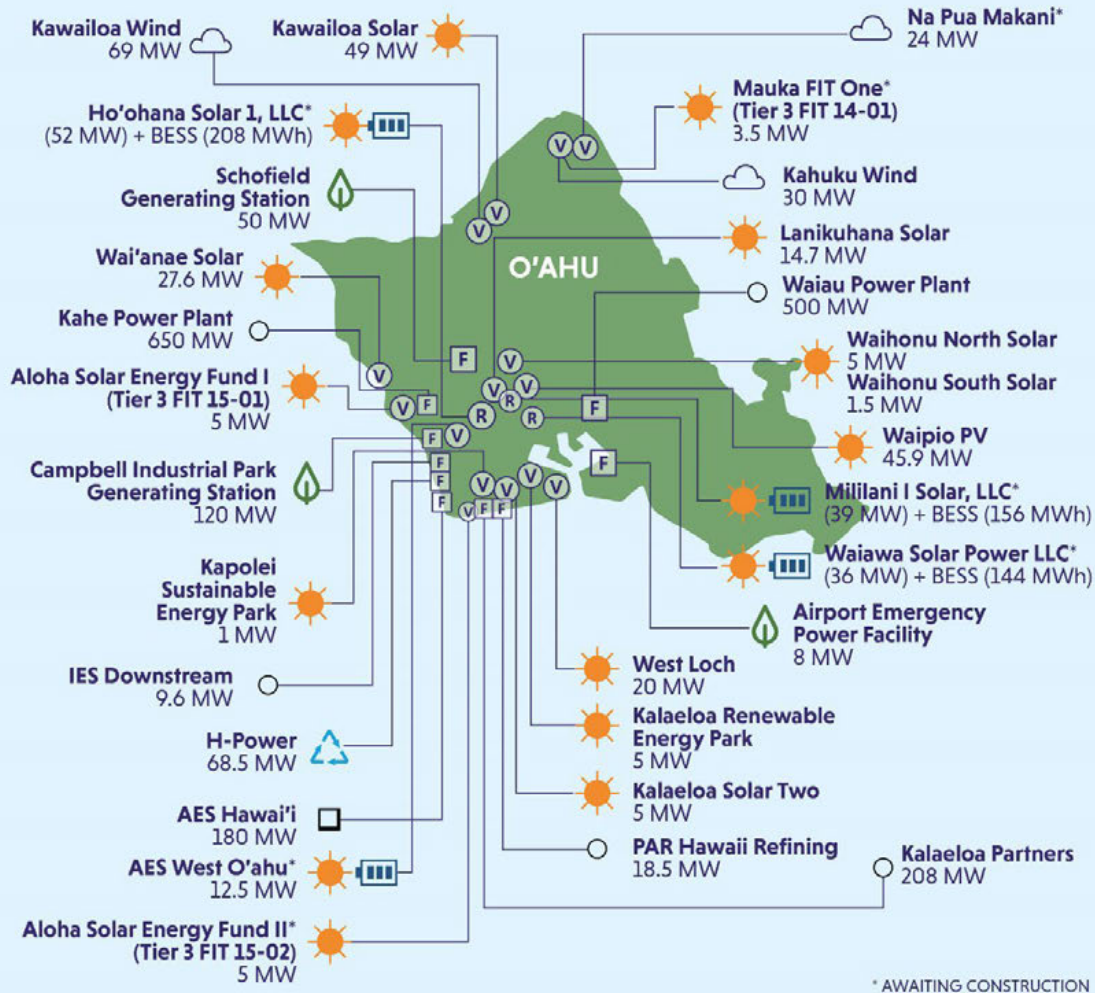 Kawailoa Wind
69 MW
Kawailoa Solar
49 MW
Na Pua Makani*
24 MW
Ho'ohana Solar 1, LLC*
(52 MW) + BESS (208 MWh)
Mauka FIT One*
(Tier 3 FIT 14-01)
3.5 MW
Schofield
Generating Station
50 MW
Kahuku Wind
30 MW
Wai'anae Solar
27.6 MW
Lanikuhana Solar
14.7 MW
O'AHU
Kahe Power Plant
650 MW
Waiau Power Plant
500 MW
Aloha Solar Energy Fund I
(Tier 3 FIT 15-01)
5 MW
Waihonu North Solar
5 MW
Waihonu South Solar
1.5 MW
Campbell Industrial Park
Generating Station
120 MW
Waipio PV
45.9 MW
Mililani I Solar, LLC*
(39 MW) + BESS (156 MWh)
Kapolei
Sustainable
Energy Park
1 MW
Waiawa Solar Power LLC*
(36 MW) + BESS (144 MWh)
Airport Emergency
Power Facility
8 MW
IES Downstream
9.6 MW
West Loch
20 MW
H-Power
68.5 MW
Kalaeloa Renewable
Energy Park
5 MW
AES Hawai'i
180 MW
Kalaeloa Solar Two
5 MW
AES West O'ahu*
12.5 MW
PAR Hawaii Refining
18.5 MW
Kalaeloa Partners
208 MW
Aloha Solar Energy Fund II*
(Tier 3 FIT 15-02)
5 MW
V V
V
V
F
V
V
V
V
R
V
F
R
R
F
F
V
F
F
F
F
V
V
V
V
V
F
F
* AWAITING CONSTRUCTION